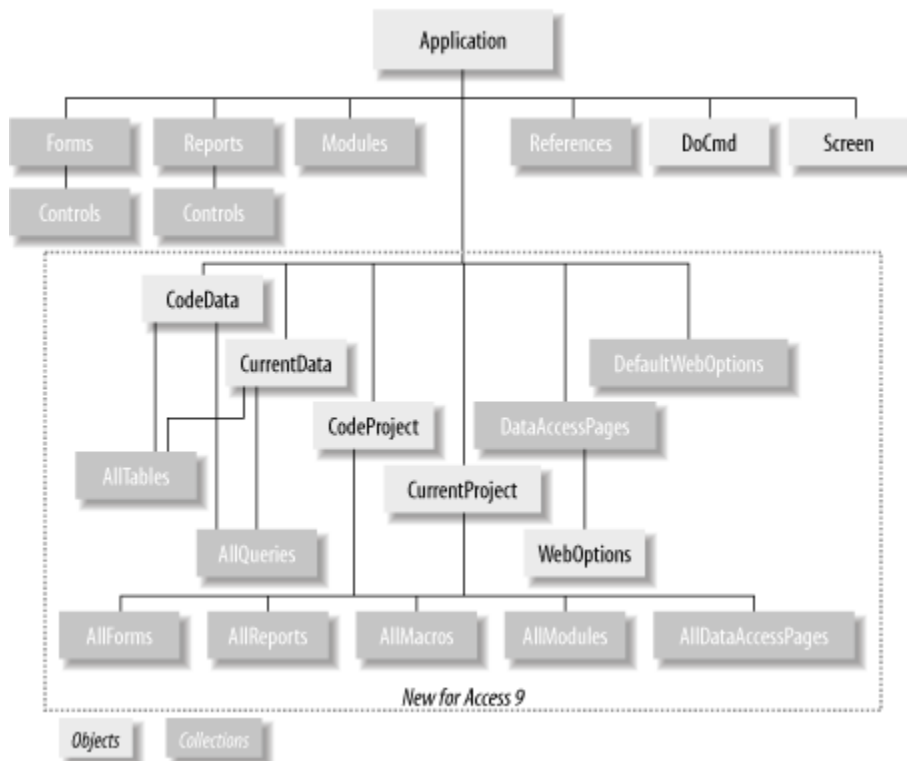 Application
Forms
Reports
Modules
References
DoCmd
Screen
Controls
Controls
CodeData
CurrentData
DefaultWebOptions
CodeProject
DataAccessPages
AllTables
CurrentProject
AllQueries
WebOptions
AllForms
AllReports
AllMacros
AllModules
AllDataAccessPages
New for Access 9
Objects
Collections